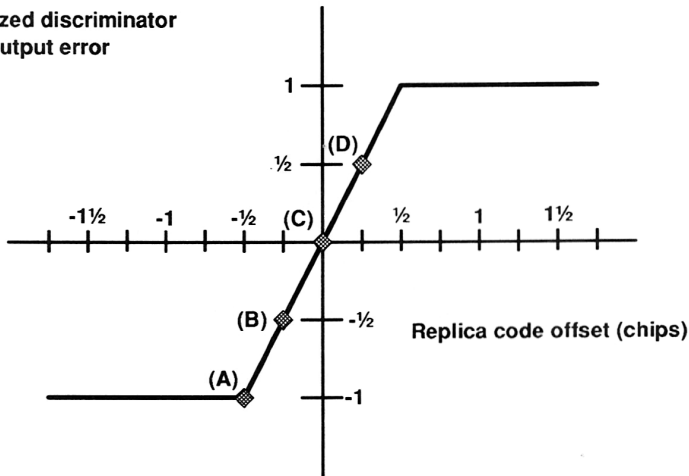 zed discriminator
utput error
1
(D)
½
-1½ -1 -½ (C) ½ 1 1½
(B) -½
Replica code offset (chips)
(A)
-1